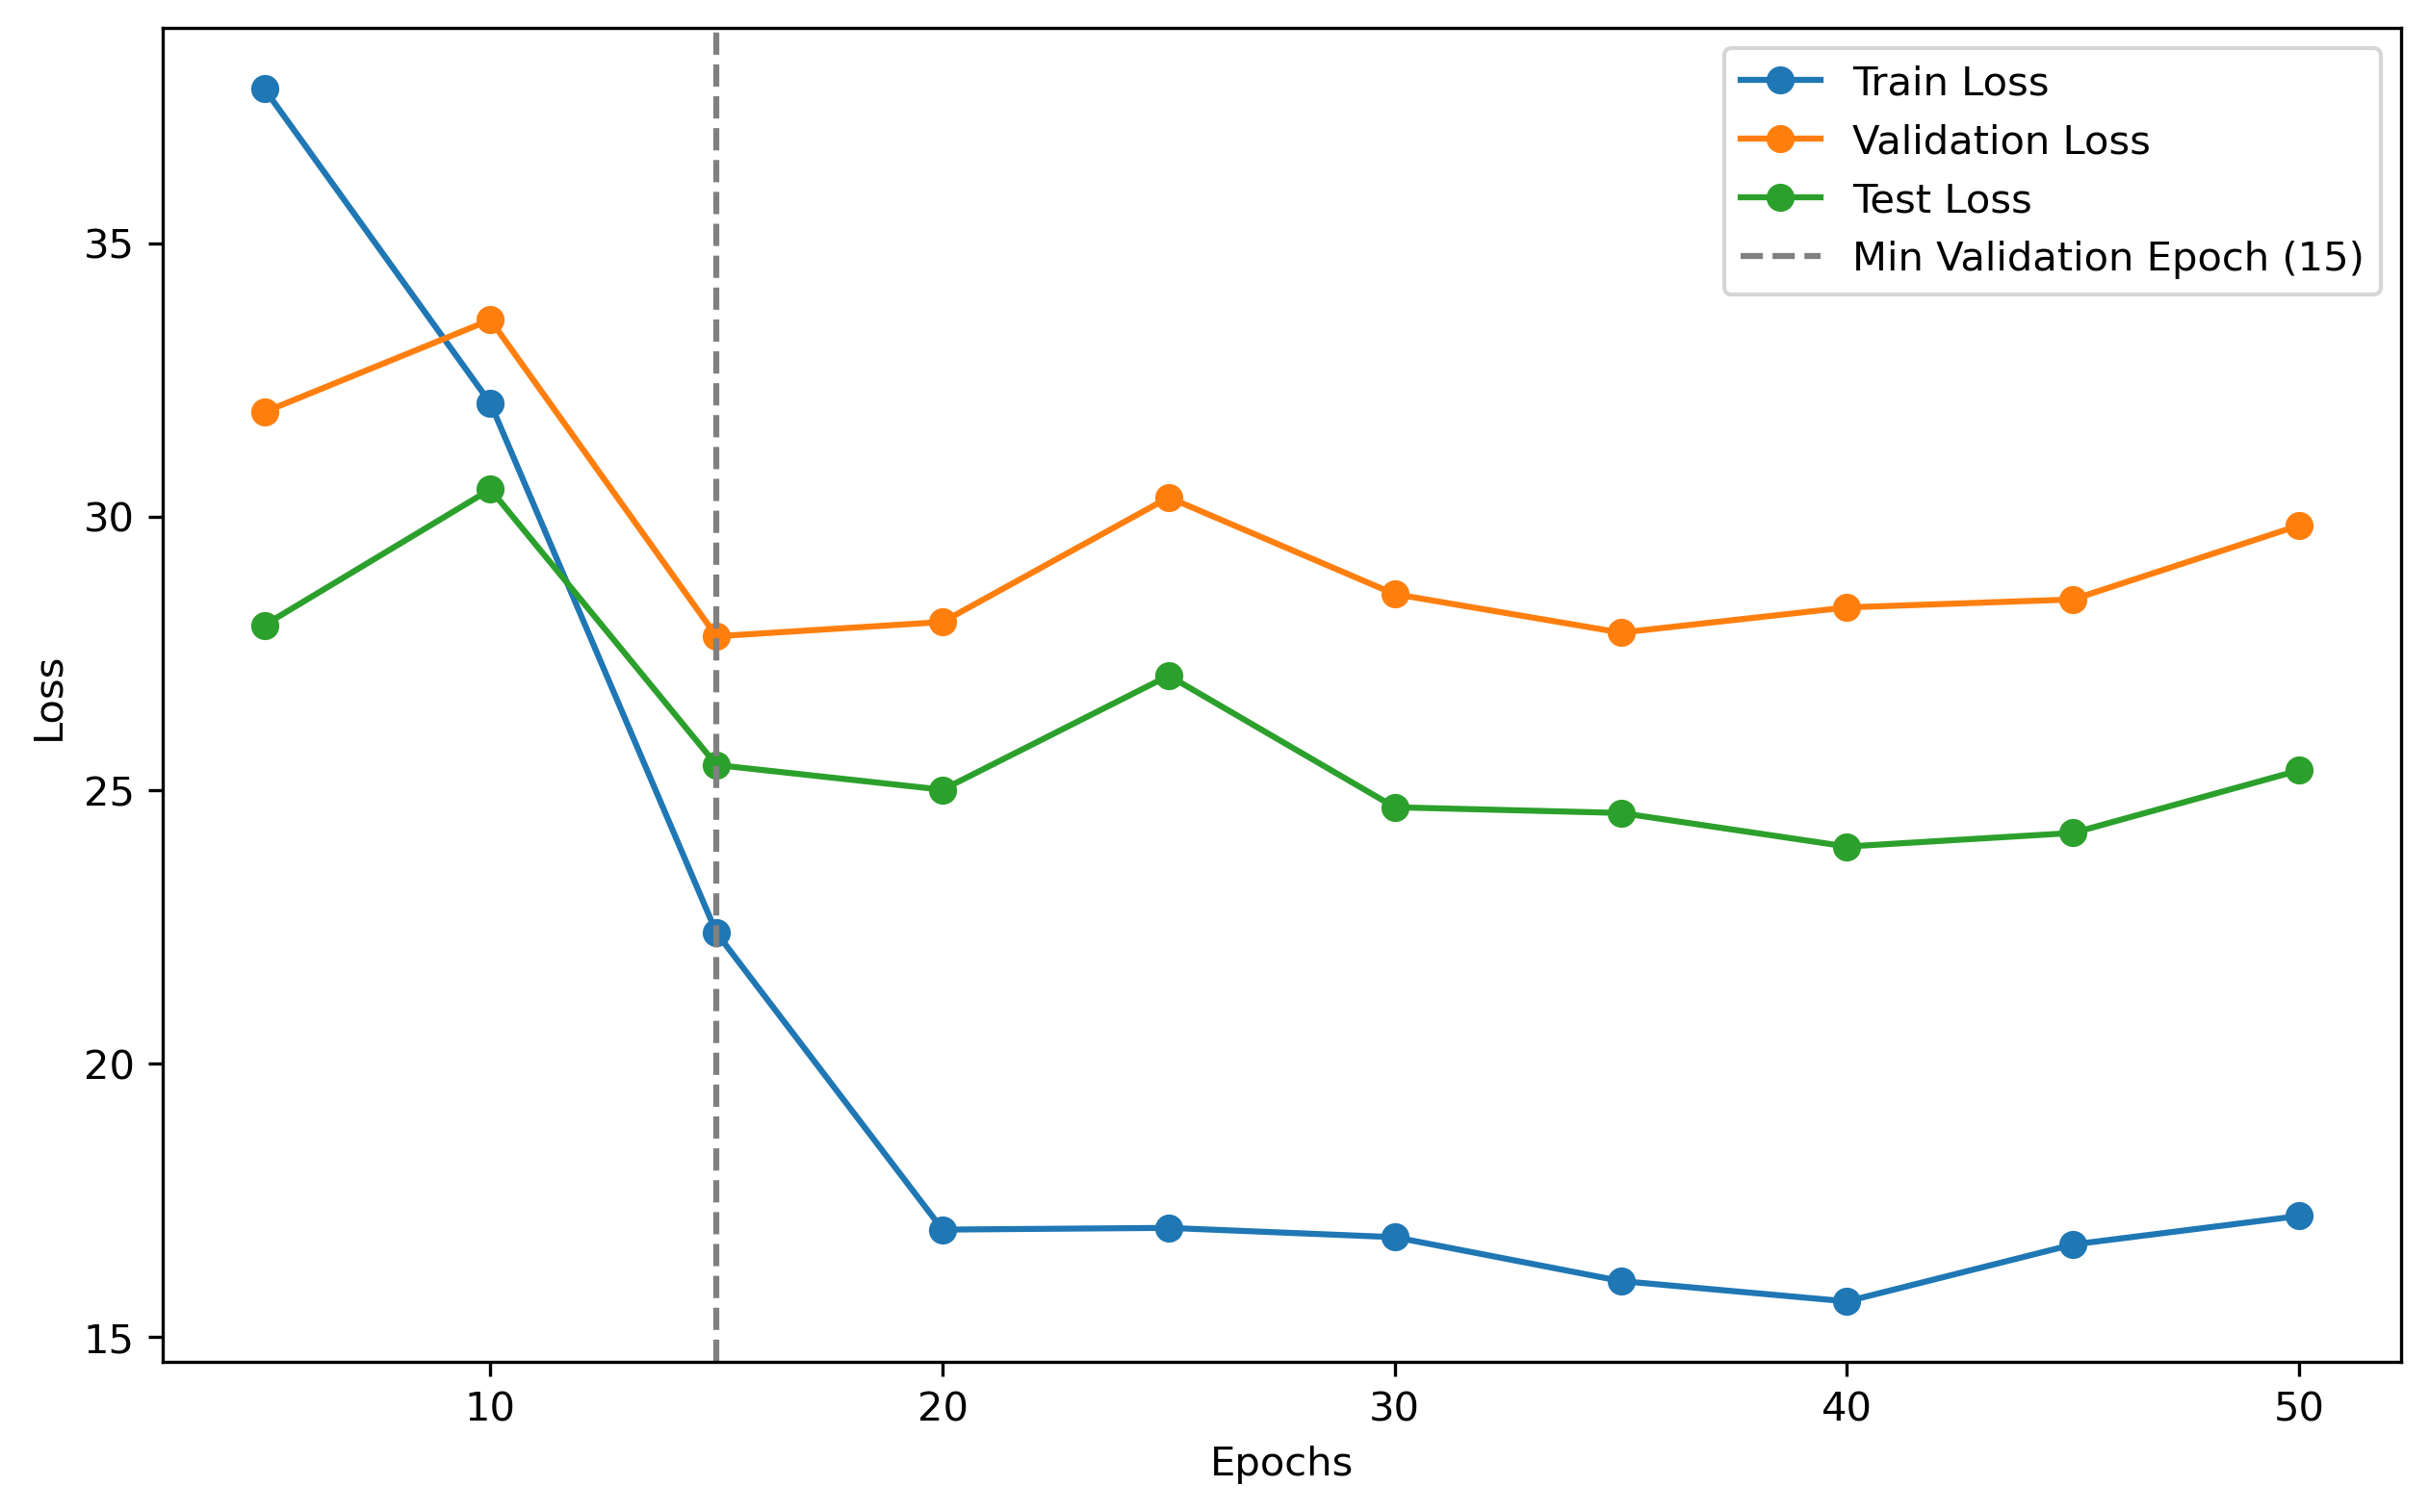 Train Loss
Validation Loss
Test Loss
Min Validation Epoch (15)
35
30
25
20
15
Loss
10 20 30 40 50
Epochs